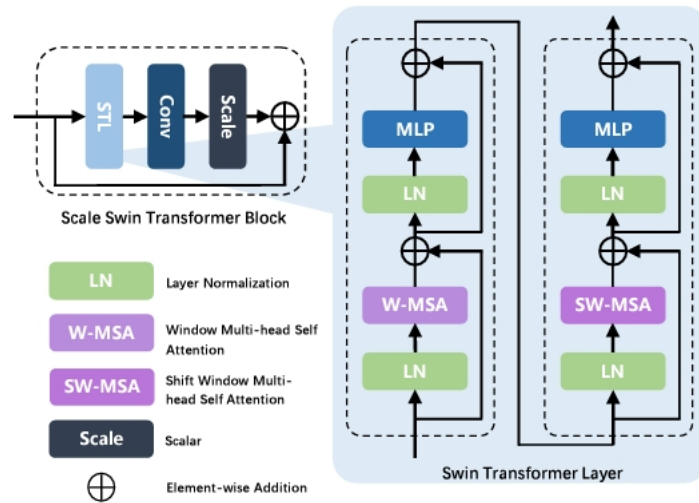 STL
Conv
Scale
Scale Swin Transformer Block
LN
Layer Normalization
W-MSA
Window Multi-head Self
Attention
SW-MSA
Shift Window Multi-
head Self Attention
Scale
Scalar
Element-wise Addition
MLP
LN
W-MSA
LN
MLP
LN
SW-MSA
LN
Swin Transformer Layer